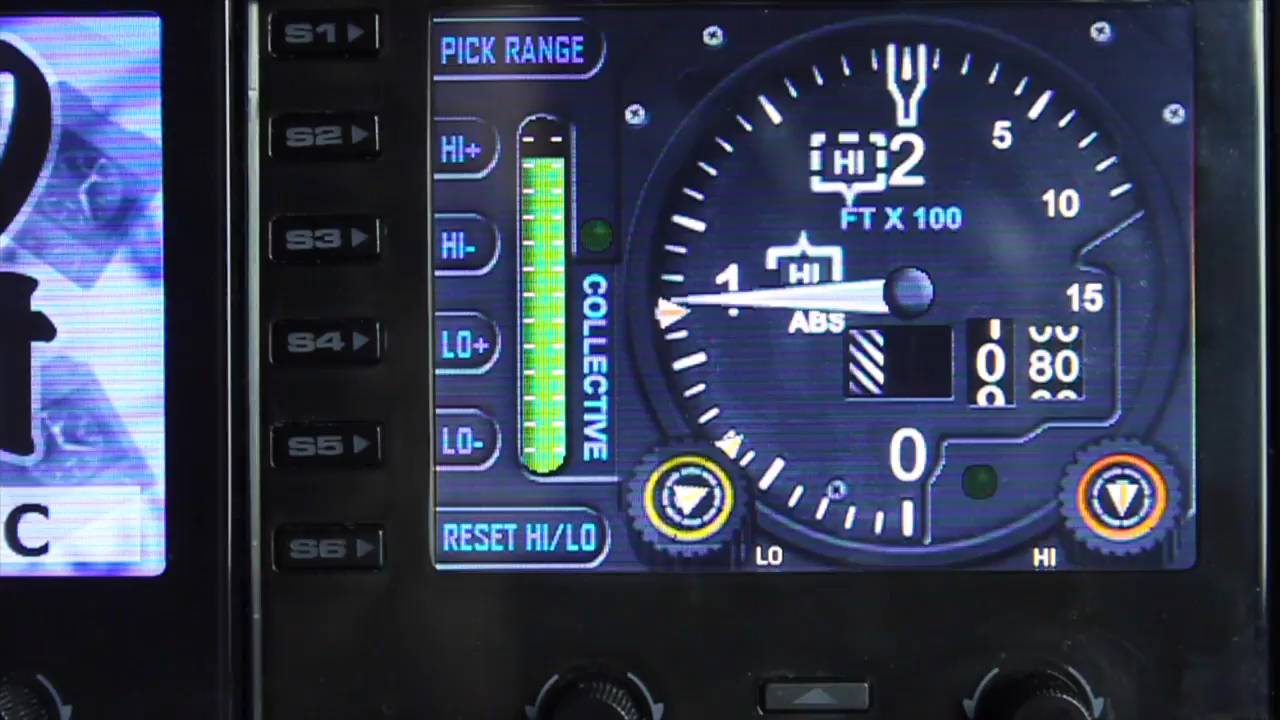 S1
S2
S3
S4
S5
S6
C
PICK RANGE
HI+
HI-
LO+
LO-
RESET HI/LO
COLLECTIVE
HI
2
5
10
FT X 100
HI
1
15
ABS
0
80
0
LO
HI